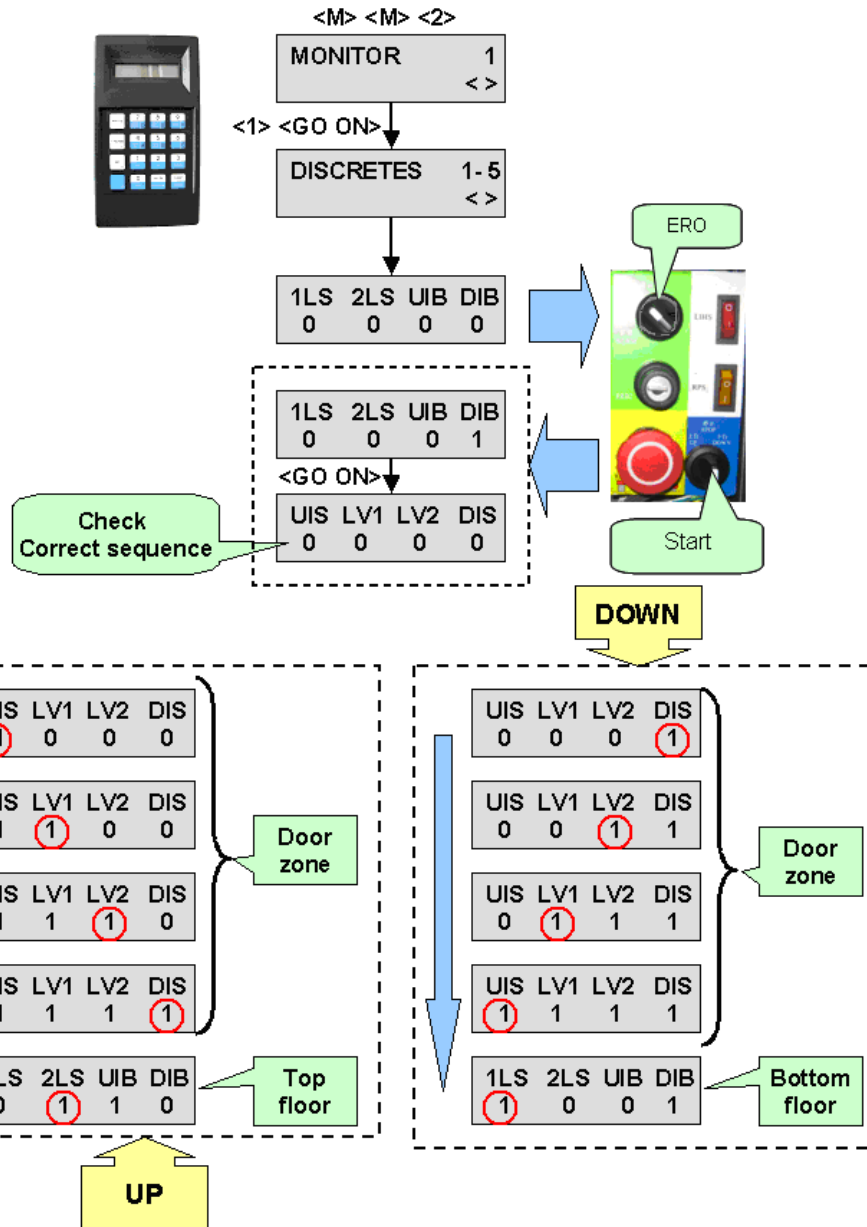 <M> <M> <2>
MONITOR 1
< >
<1> <GO ON>
DISCRETES 1-5
< >
ERO
1LS 2LS UIB DIB
0 0 0 0
1LS 2LS UIB DIB
0 0 0 1
<GO ON>
UIS LV1 LV2 DIS
0 0 0 0
Check
Correct sequence
Start
DOWN
IS LV1 LV2 DIS
0 0 0
IS LV1 LV2 DIS
1 0 0
IS LV1 LV2 DIS
1 1 0
IS LV1 LV2 DIS
1 1 1
Door
zone
LS 2LS UIB DIB
1 1 0
Top
floor
UP
UIS LV1 LV2 DIS
0 0 0 1
UIS LV1 LV2 DIS
0 0 1 1
UIS LV1 LV2 DIS
0 1 1 1
UIS LV1 LV2 DIS
1 1 1 1
Door
zone
1LS 2LS UIB DIB
1 0 0 1
Bottom
floor